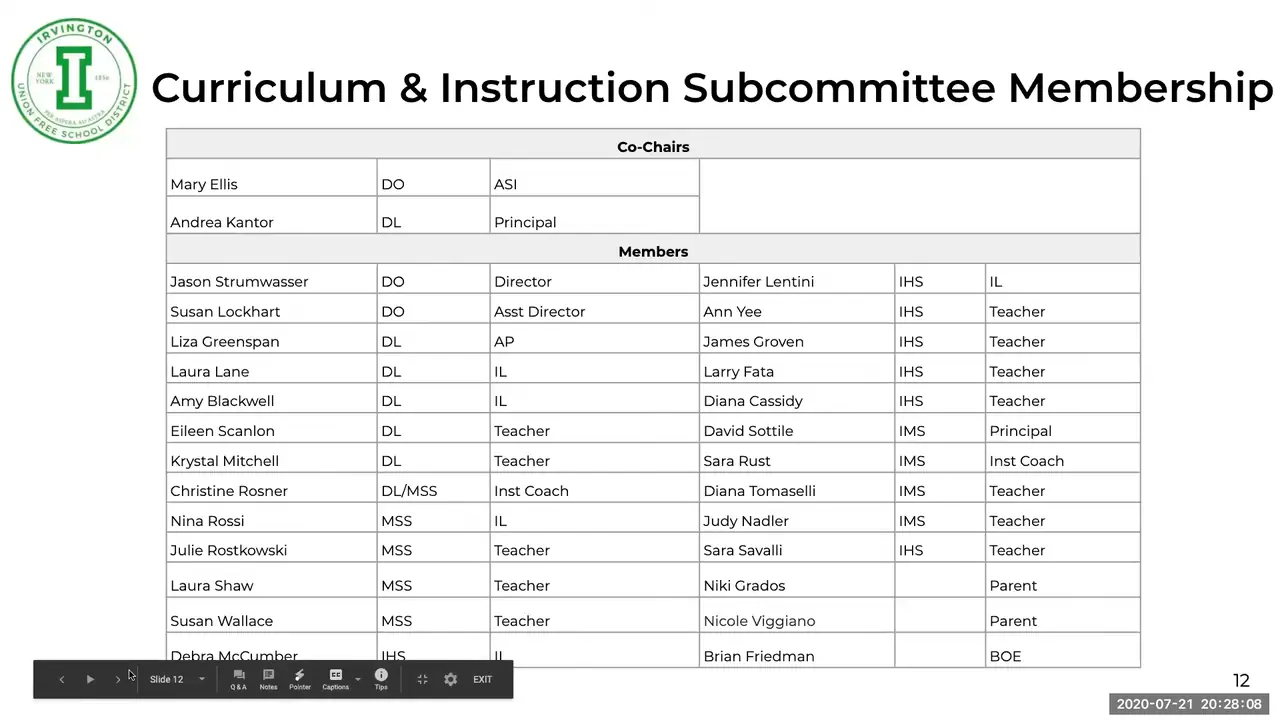 IRVINGTON
NEW YORK
1856
PER ASPERA AD ASTRA
UNION FREE SCHOOL DISTRICT
Curriculum & Instruction Subcommittee Membership
Co-Chairs
Mary Ellis DO ASI
Andrea Kantor DL Principal
Members
Jason Strumwasser DO Director Jennifer Lentini IHS IL
Susan Lockhart DO Asst Director Ann Yee IHS Teacher
Liza Greenspan DL AP James Groven IHS Teacher
Laura Lane DL IL Larry Fata IHS Teacher
Amy Blackwell DL IL Diana Cassidy IHS Teacher
Eileen Scanlon DL Teacher David Sottile IMS Principal
Krystal Mitchell DL Teacher Sara Rust IMS Inst Coach
Christine Rosner DL/MSS Inst Coach Diana Tomaselli IMS Teacher
Nina Rossi MSS IL Judy Nadler IMS Teacher
Julie Rostkowski MSS Teacher Sara Savalli IHS Teacher
Laura Shaw MSS Teacher Niki Grados Parent
Susan Wallace MSS Teacher Nicole Viggiano Parent
Debra McCumber IHS IL Brian Friedman BOE
Slide 12 Q & A Notes Pointer Captions Tips EXIT
12
2020-07-21 20:28:08